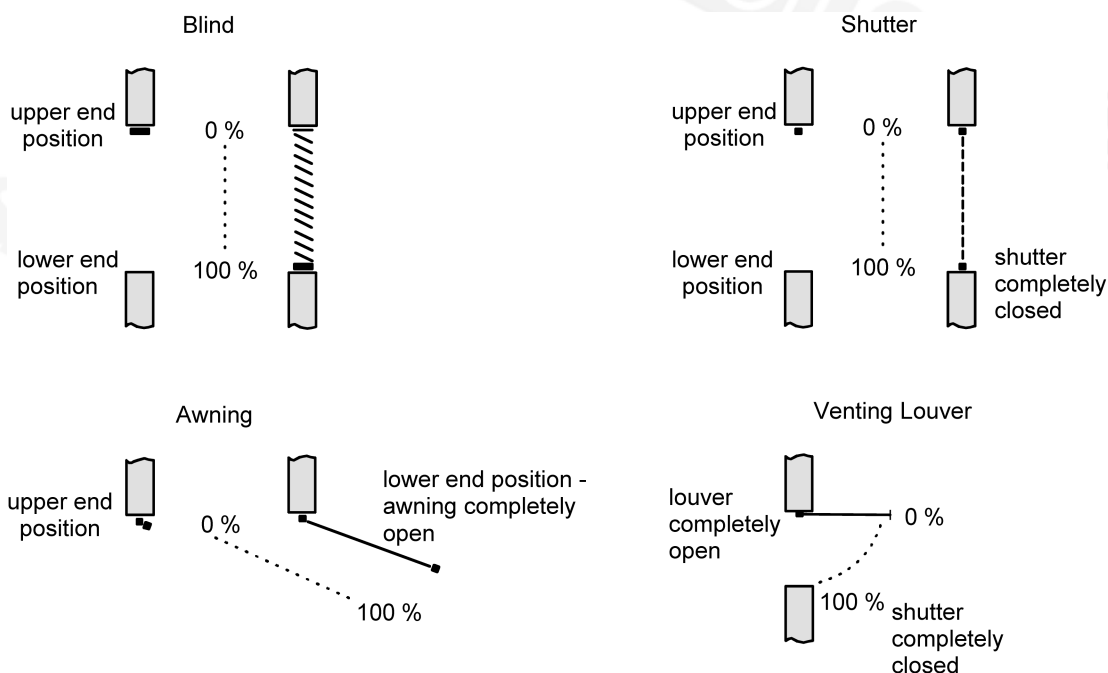 Blind
upper end
position
0 %
lower end
position
100 %
Shutter
upper end
position
0 %
lower end
position
100 %
shutter
completely
closed
Awning
upper end
position
0 %
lower end position -
awning completely
open
100 %
Venting Louver
louver
completely
open
0 %
100 %
shutter
completely
closed